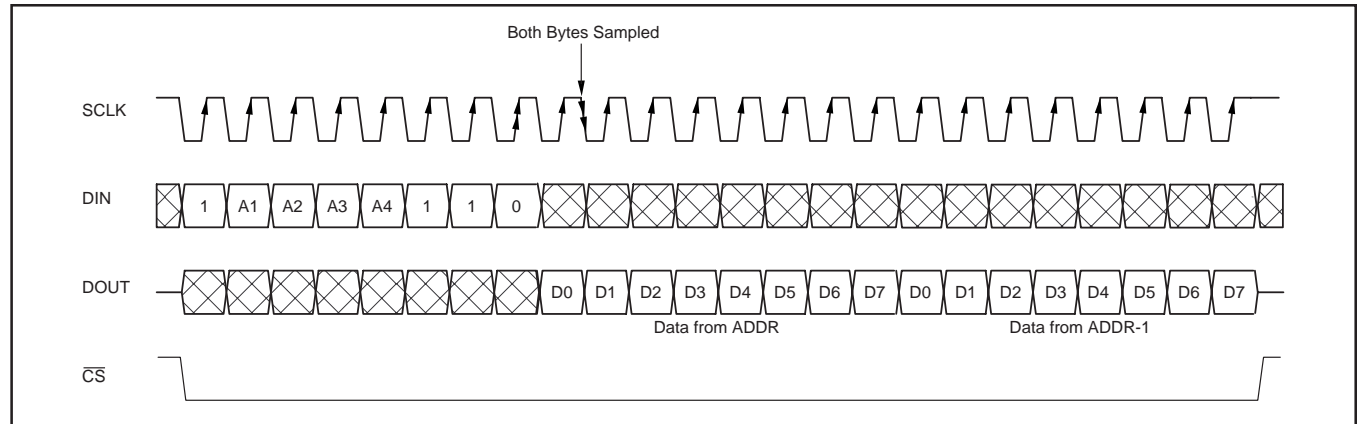 Both Bytes Sampled
SCLK
DIN 1 A1 A2 A3 A4 1 1 0
DOUT D0 D1 D2 D3 D4 D5 D6 D7 D0 D1 D2 D3 D4 D5 D6 D7
Data from ADDR Data from ADDR-1
CS